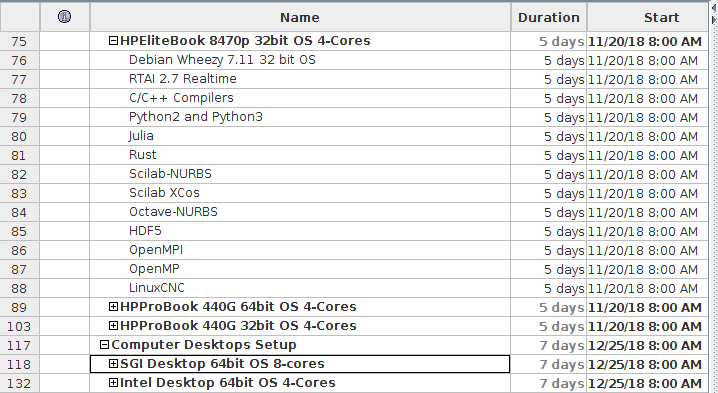 Name Duration Start
75 HPEliteBook 8470p 32bit OS 4-Cores 5 days 11/20/18 8:00 AM
76 Debian Wheezy 7.11 32 bit OS 5 days 11/20/18 8:00 AM
77 RTAI 2.7 Realtime 5 days 11/20/18 8:00 AM
78 C/C++ Compilers 5 days 11/20/18 8:00 AM
79 Python2 and Python3 5 days 11/20/18 8:00 AM
80 Julia 5 days 11/20/18 8:00 AM
81 Rust 5 days 11/20/18 8:00 AM
82 Scilab-NURBS 5 days 11/20/18 8:00 AM
83 Scilab XCos 5 days 11/20/18 8:00 AM
84 Octave-NURBS 5 days 11/20/18 8:00 AM
85 HDF5 5 days 11/20/18 8:00 AM
86 OpenMPI 5 days 11/20/18 8:00 AM
87 OpenMP 5 days 11/20/18 8:00 AM
88 LinuxCNC 5 days 11/20/18 8:00 AM
89 HPProBook 440G 64bit OS 4-Cores 5 days 11/20/18 8:00 AM
103 HPProBook 440G 32bit OS 4-Cores 5 days 11/20/18 8:00 AM
117 Computer Desktops Setup 7 days 12/25/18 8:00 AM
118 SGI Desktop 64bit OS 8-cores 7 days 12/25/18 8:00 AM
132 Intel Desktop 64bit OS 4-Cores 7 days 12/25/18 8:00 AM